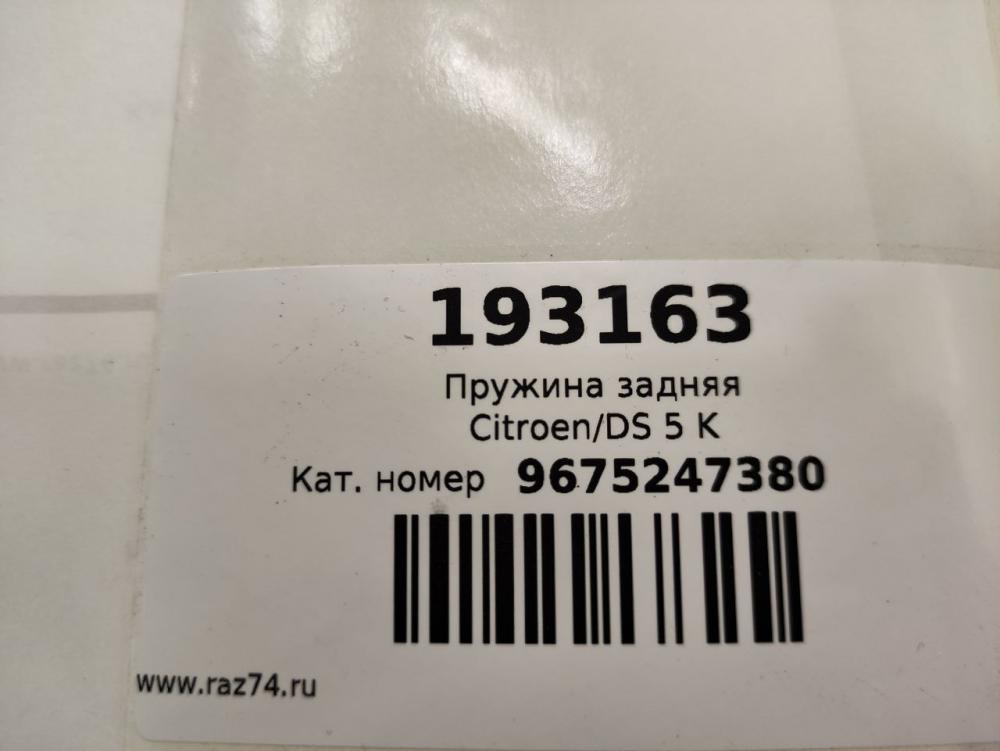 193163
Пружина задняя
Citroen/DS 5 K
Кат. номер 9675247380
www.raz74.ru